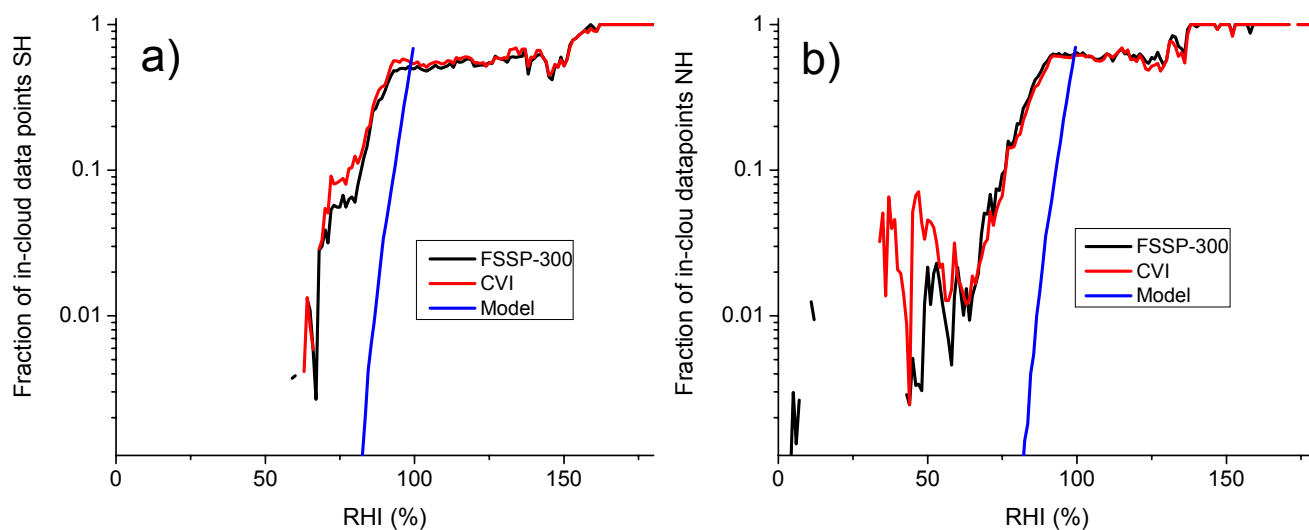 a)
Fraction of in-cloud data points SH
1
0.1
0.01
FSSP-300
CVI
Model
0
50
100
150
RHI (%)
b)
Fraction of in-clou datapoints NH
1
0.1
0.01
FSSP-300
CVI
Model
0
50
100
150
RHI (%)